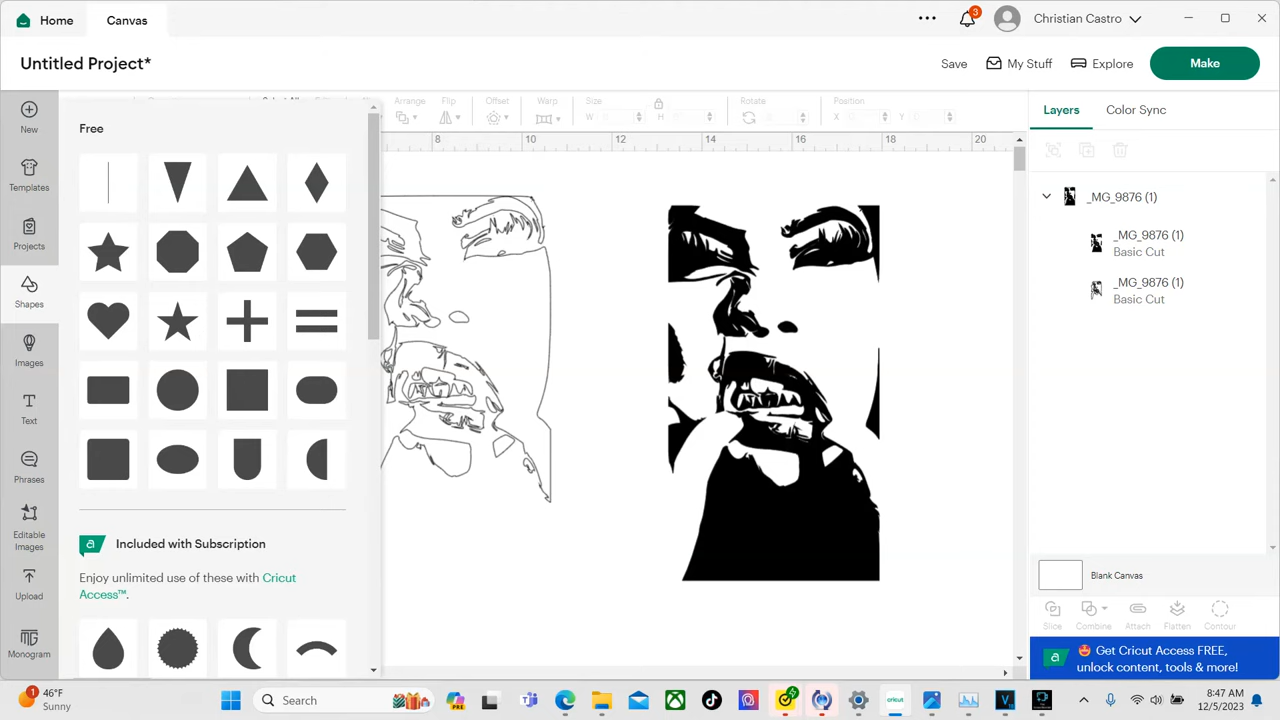 Home
Canvas
3
Christian Castro
Untitled Project*
Save
My Stuff
Explore
Make
New
Templates
Projects
Shapes
Images
Text
Phrases
Editable
Images
Upload
Monogram
Free
Included with Subscription
Enjoy unlimited use of these with Cricut
Access™.
Arrange
Flip
Offset
Warp
Size
W
H
Rotate
Position
X
Y
8
10
12
14
16
18
20
Layers
Color Sync
_MG_9876 (1)
_MG_9876 (1)
Basic Cut
_MG_9876 (1)
Basic Cut
Blank Canvas
Slice
Combine
Attach
Flatten
Contour
a
a
Get Cricut Access FREE,
unlock content, tools & more!
1
46°F
Sunny
Search
cricut
8:47 AM
12/5/2023